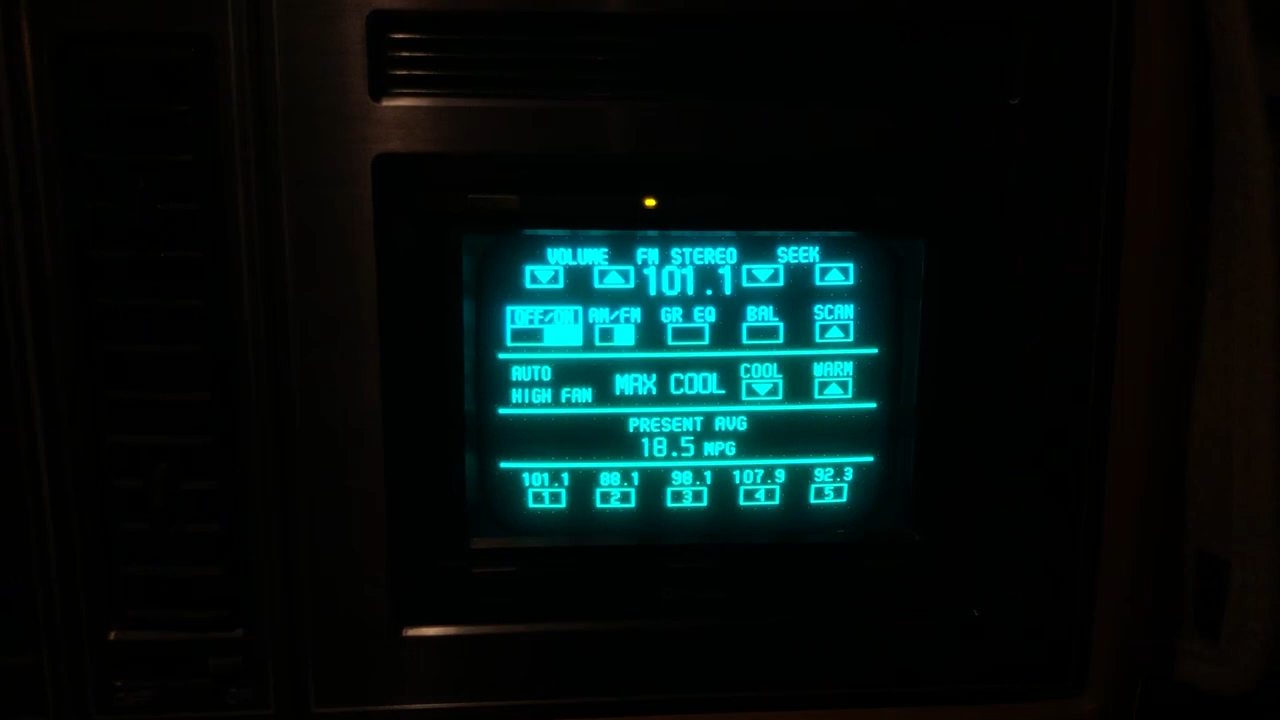 VOLUME FM STEREO SEEK
101.1
OFF/ON AM/FM GR EQ BAL SCAN
AUTO
HIGH FAN MAX COOL COOL WARM
PRESENT AVG
18.5 MPG
101.1 88.1 98.1 107.9 92.3
1 2 3 4 5